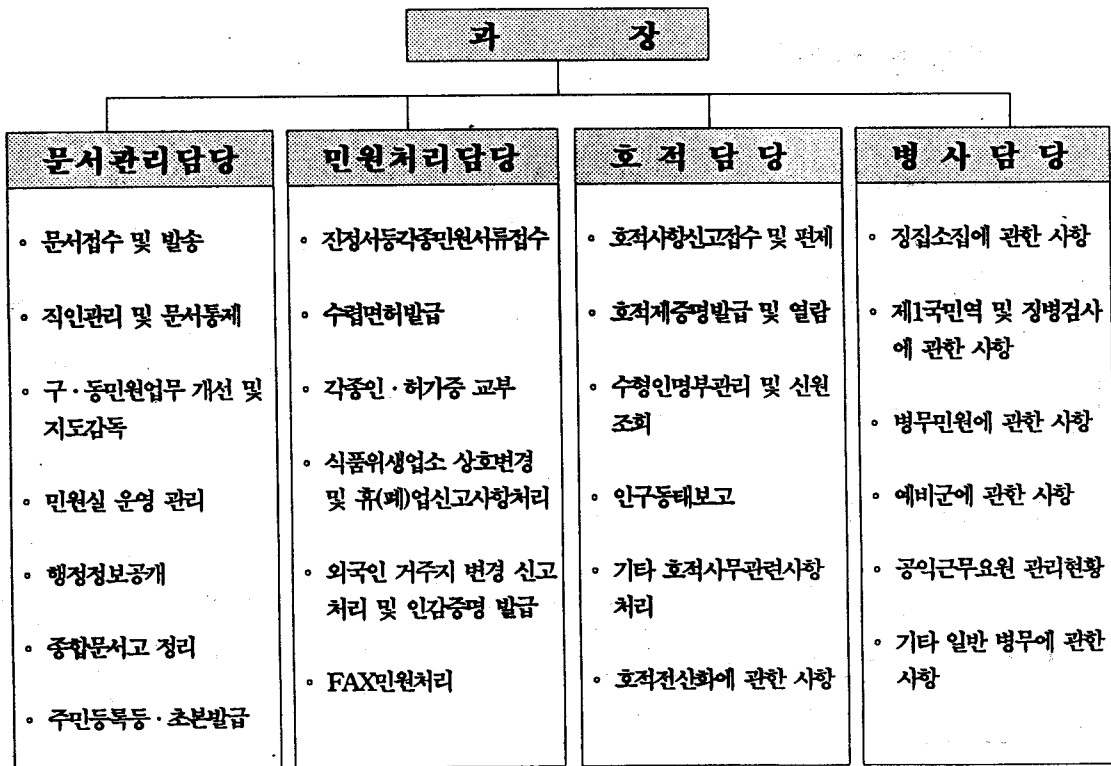 과 장
문서관리담당
◦ 문서접수 및 발송
◦ 직인관리 및 문서통제
◦ 구·동민원업무 개선 및
지도감독
◦ 민원실 운영 관리
◦ 행정정보공개
◦ 종합문서고 정리
◦ 주민등록등·초본발급
민원처리담당
◦ 진정서등각종민원서류접수
◦ 수렵면허발급
◦ 각종인·허가증 교부
◦ 식품위생업소 상호변경
및 휴(폐)업신고사항처리
◦ 외국인 거주지 변경 신고
처리 및 인감증명 발급
◦ FAX민원처리
호적담당
◦ 호적사항신고접수 및 편제
◦ 호적제증명발급 및 열람
◦ 수형인명부관리 및 신원
조회
◦ 인구동태보고
◦ 기타 호적사무관련사항
처리
◦ 호적전산화에 관한 사항
병사담당
◦ 징집소집에 관한 사항
◦ 제1국민역 및 징병검사
에 관한 사항
◦ 병무민원에 관한 사항
◦ 예비군에 관한 사항
◦ 공익근무요원 관리현황
◦ 기타 일반 병무에 관한
사항